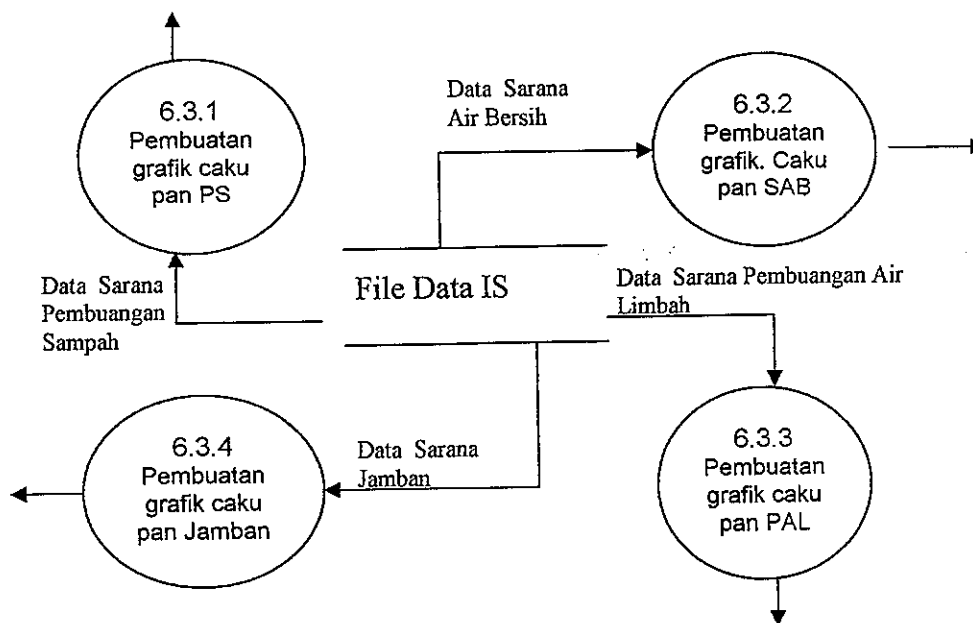 6.3.1
Pembuatan
grafik caku
pan PS
Data Sarana
Air Bersih
6.3.2
Pembuatan
grafik. Caku
pan SAB
Data Sarana
Pembuangan
Sampah
File Data IS
Data Sarana Pembuangan Air
Limbah
6.3.4
Pembuatan
grafik caku
pan Jamban
Data Sarana
Jamban
6.3.3
Pembuatan
grafik caku
pan PAL